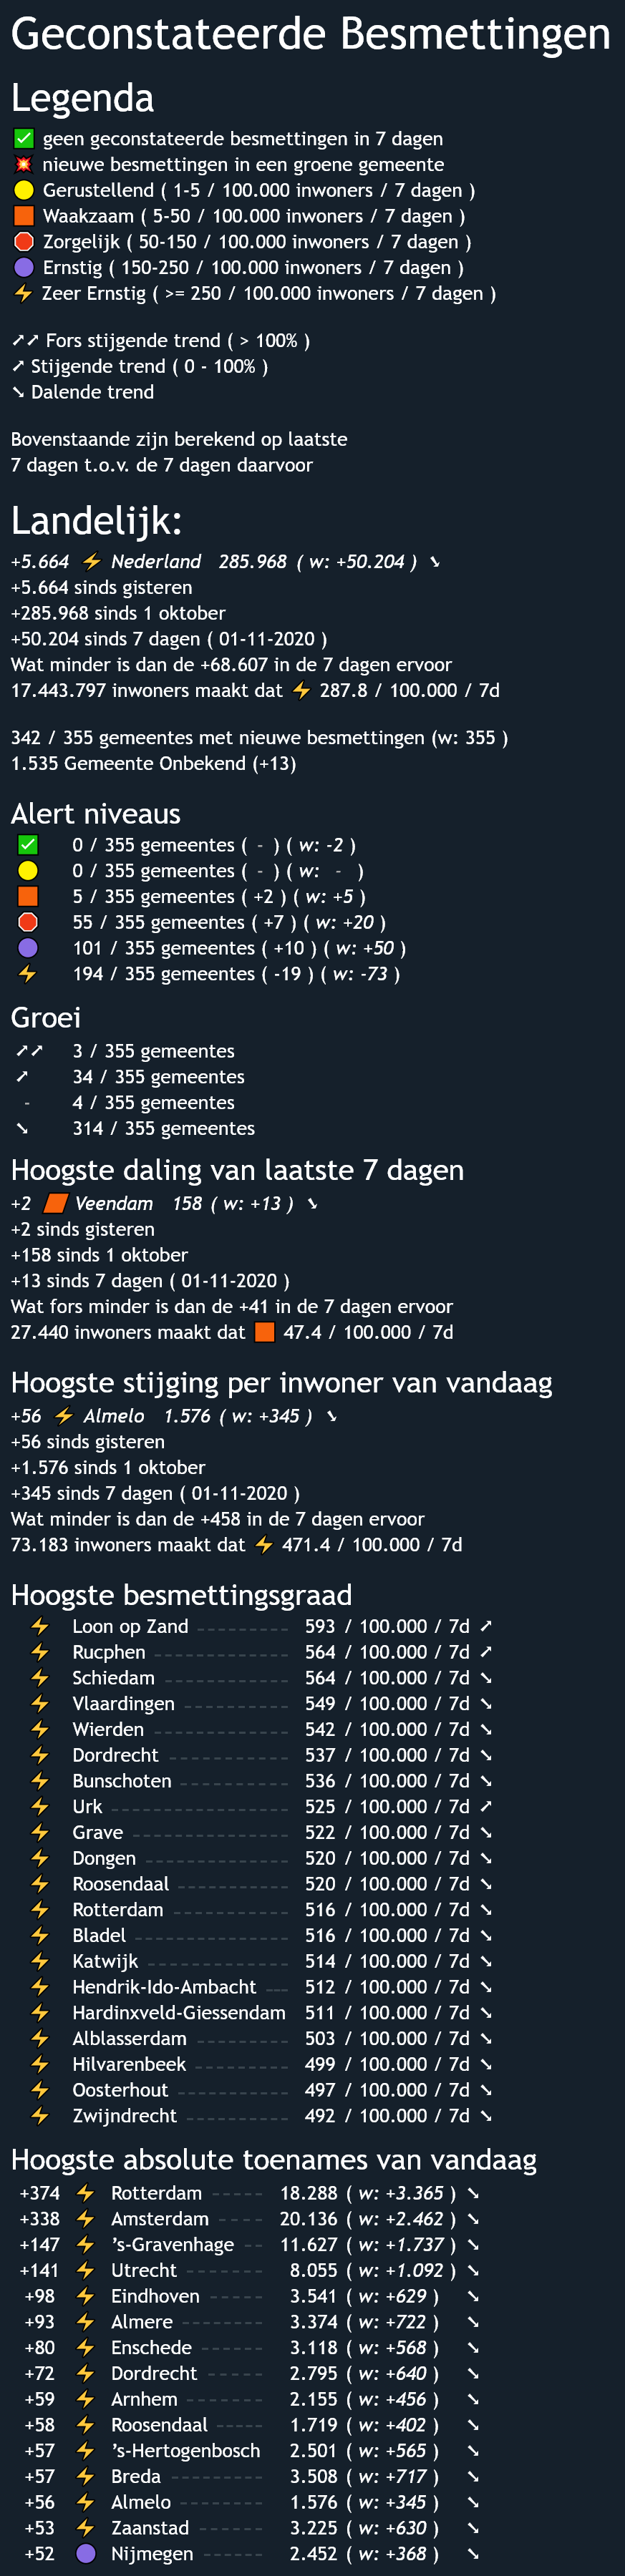 Geconstateerde Besmettingen
Legenda
✅ geen geconstateerde besmettingen in 7 dagen
💥 nieuwe besmettingen in een groene gemeente
🟡 Gerustellend ( 1-5 / 100.000 inwoners / 7 dagen )
🟧 Waakzaam ( 5-50 / 100.000 inwoners / 7 dagen )
🛑 Zorgelijk ( 50-150 / 100.000 inwoners / 7 dagen )
🟣 Ernstig ( 150-250 / 100.000 inwoners / 7 dagen )
⚡ Zeer Ernstig ( >= 250 / 100.000 inwoners / 7 dagen )
➚➚ Fors stijgende trend ( > 100% )
➚ Stijgende trend ( 0 - 100% )
➘ Dalende trend
Bovenstaande zijn berekend op laatste
7 dagen t.o.v. de 7 dagen daarvoor
Landelijk:
+5.664 ⚡ Nederland 285.968 ( w: +50.204 ) ➘
+5.664 sinds gisteren
+285.968 sinds 1 oktober
+50.204 sinds 7 dagen ( 01-11-2020 )
Wat minder is dan de +68.607 in de 7 dagen ervoor
17.443.797 inwoners maakt dat ⚡ 287.8 / 100.000 / 7d
342 / 355 gemeentes met nieuwe besmettingen (w: 355 )
1.535 Gemeente Onbekend (+13)
Alert niveaus
✅ 0 / 355 gemeentes ( - ) ( w: -2 )
🟡 0 / 355 gemeentes ( - ) ( w: - )
🟧 5 / 355 gemeentes ( +2 ) ( w: +5 )
🛑 55 / 355 gemeentes ( +7 ) ( w: +20 )
🟣 101 / 355 gemeentes ( +10 ) ( w: +50 )
⚡ 194 / 355 gemeentes ( -19 ) ( w: -73 )
Groei
➚➚ 3 / 355 gemeentes
➚ 34 / 355 gemeentes
- 4 / 355 gemeentes
➘ 314 / 355 gemeentes
Hoogste daling van laatste 7 dagen
+2 🟧 Veendam 158 ( w: +13 ) ➘
+2 sinds gisteren
+158 sinds 1 oktober
+13 sinds 7 dagen ( 01-11-2020 )
Wat fors minder is dan de +41 in de 7 dagen ervoor
27.440 inwoners maakt dat 🟧 47.4 / 100.000 / 7d
Hoogste stijging per inwoner van vandaag
+56 ⚡ Almelo 1.576 ( w: +345 ) ➘
+56 sinds gisteren
+1.576 sinds 1 oktober
+345 sinds 7 dagen ( 01-11-2020 )
Wat minder is dan de +458 in de 7 dagen ervoor
73.183 inwoners maakt dat ⚡ 471.4 / 100.000 / 7d
Hoogste besmettingsgraad
⚡ Loon op Zand 593 / 100.000 / 7d ➚
⚡ Rucphen 564 / 100.000 / 7d ➚
⚡ Schiedam 564 / 100.000 / 7d ➘
⚡ Vlaardingen 549 / 100.000 / 7d ➘
⚡ Wierden 542 / 100.000 / 7d ➘
⚡ Dordrecht 537 / 100.000 / 7d ➘
⚡ Bunschoten 536 / 100.000 / 7d ➘
⚡ Urk 525 / 100.000 / 7d ➚
⚡ Grave 522 / 100.000 / 7d ➘
⚡ Dongen 520 / 100.000 / 7d ➘
⚡ Roosendaal 520 / 100.000 / 7d ➘
⚡ Rotterdam 516 / 100.000 / 7d ➘
⚡ Bladel 516 / 100.000 / 7d ➘
⚡ Katwijk 514 / 100.000 / 7d ➘
⚡ Hendrik-Ido-Ambacht 512 / 100.000 / 7d ➘
⚡ Hardinxveld-Giessendam 511 / 100.000 / 7d ➘
⚡ Alblasserdam 503 / 100.000 / 7d ➘
⚡ Hilvarenbeek 499 / 100.000 / 7d ➘
⚡ Oosterhout 497 / 100.000 / 7d ➘
⚡ Zwijndrecht 492 / 100.000 / 7d ➘
Hoogste absolute toenames van vandaag
+374 ⚡ Rotterdam 18.288 ( w: +3.365 ) ➘
+338 ⚡ Amsterdam 20.136 ( w: +2.462 ) ➘
+147 ⚡ 's-Gravenhage 11.627 ( w: +1.737 ) ➘
+141 ⚡ Utrecht 8.055 ( w: +1.092 ) ➘
+98 ⚡ Eindhoven 3.541 ( w: +629 ) ➘
+93 ⚡ Almere 3.374 ( w: +722 ) ➘
+80 ⚡ Enschede 3.118 ( w: +568 ) ➘
+72 ⚡ Dordrecht 2.795 ( w: +640 ) ➘
+59 ⚡ Arnhem 2.155 ( w: +456 ) ➘
+58 ⚡ Roosendaal 1.719 ( w: +402 ) ➘
+57 ⚡ 's-Hertogenbosch 2.501 ( w: +565 ) ➘
+57 ⚡ Breda 3.508 ( w: +717 ) ➘
+56 ⚡ Almelo 1.576 ( w: +345 ) ➘
+53 ⚡ Zaanstad 3.225 ( w: +630 ) ➘
+52 🟣 Nijmegen 2.452 ( w: +368 ) ➘